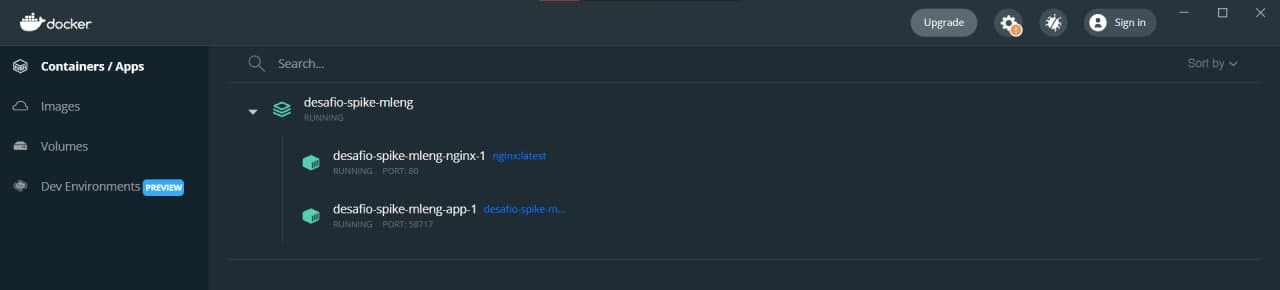 docker
Upgrade
Sign in
Containers / Apps
Images
Volumes
Dev Environments PREVIEW
Search...
Sort by
desafio-spike-mleng
RUNNING
desafio-spike-mleng-nginx-1 nginx:latest
RUNNING PORT: 80
desafio-spike-mleng-app-1 desafio-spike-m...
RUNNING PORT: 58717